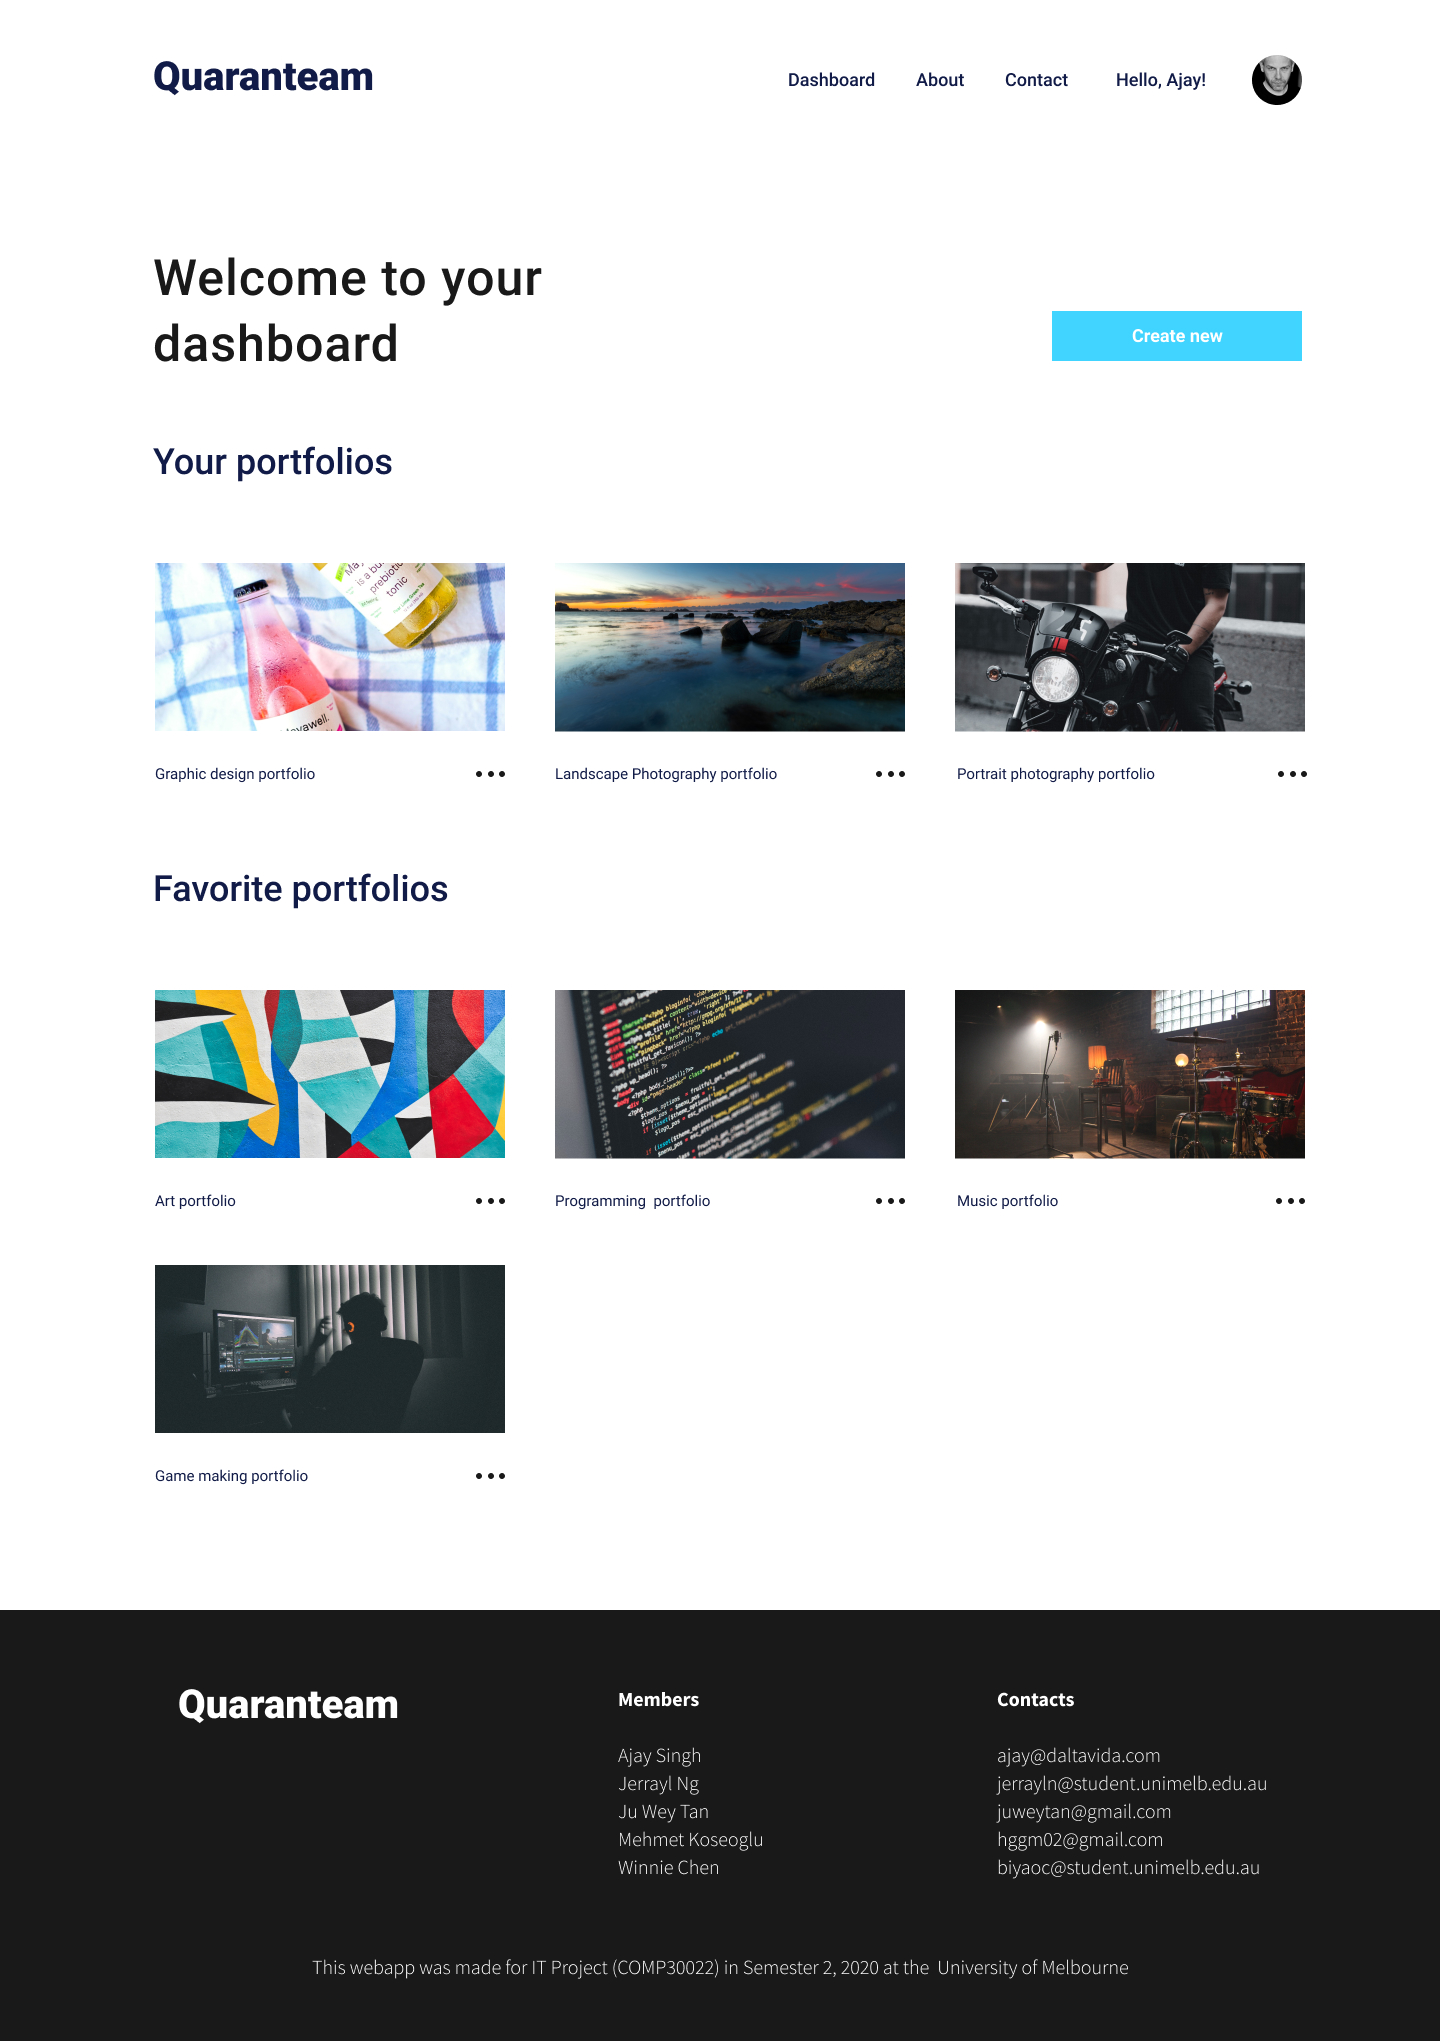 Quaranteam
Dashboard About Contact Hello, Ajay!
Welcome to your
dashboard
Create new
Your portfolios
is a
prebiotic
tonic
Graphic design portfolio
Landscape Photography portfolio
Portrait photography portfolio
Favorite portfolios
Art portfolio
Programming  portfolio
Music portfolio
Game making portfolio
Quaranteam
Members
Ajay Singh
Jerrayl Ng
Ju Wey Tan
Mehmet Koseoglu
Winnie Chen
Contacts
ajay@daltavida.com
jerrayln@student.unimelb.edu.au
juweytan@gmail.com
hggm02@gmail.com
biyaoc@student.unimelb.edu.au
This webapp was made for IT Project (COMP30022) in Semester 2, 2020 at the  University of Melbourne